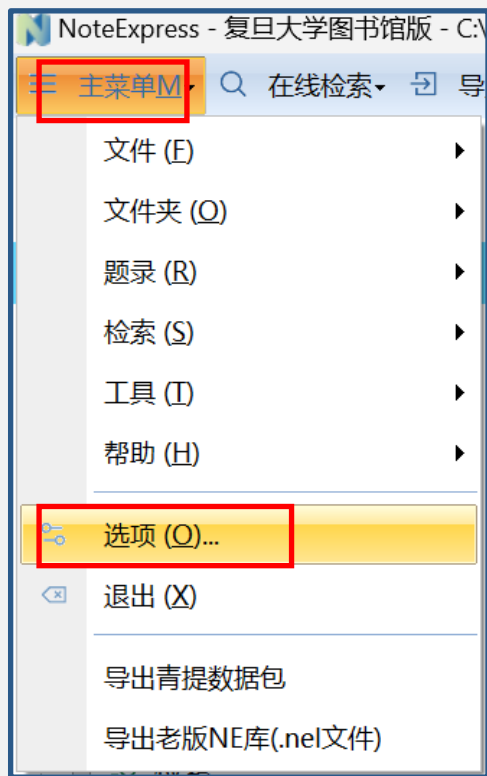 NoteExpress - 复旦大学图书馆版 - C:\
主菜单M 在线检索 导
文件 (F)
文件夹 (O)
题录 (R)
检索 (S)
工具 (T)
帮助 (H)
选项 (O)...
退出 (X)
导出青提数据包
导出老版NE库(.nel文件)